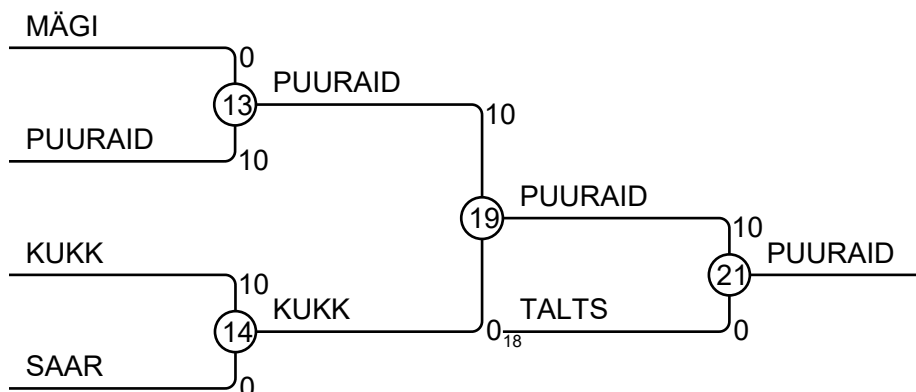 MÄGI
0
13
PUURAID
PUURAID
10
10
19
PUURAID
KUKK
10
14
KUKK
0
SAAR
0
18
TALTS
10
21
PUURAID
0